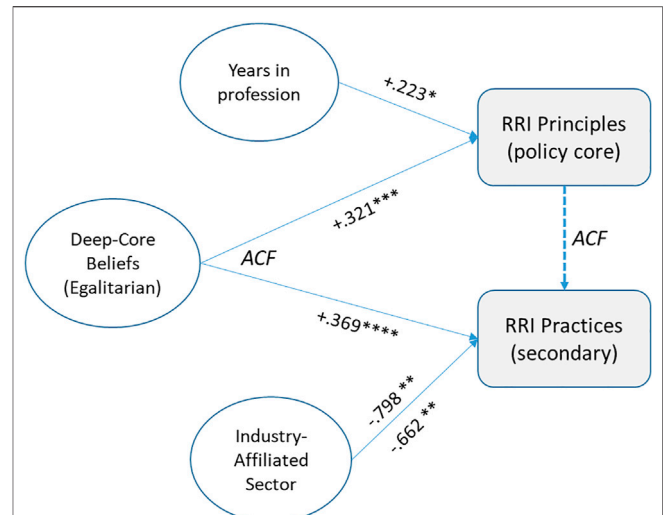 Years in
profession
+.223*
RRI Principles
(policy core)
+.321***
Deep-Core
Beliefs
(Egalitarian)
ACF
ACF
+.369****
RRI Practices
(secondary)
-.798 **
-.662 **
Industry-
Affiliated
Sector